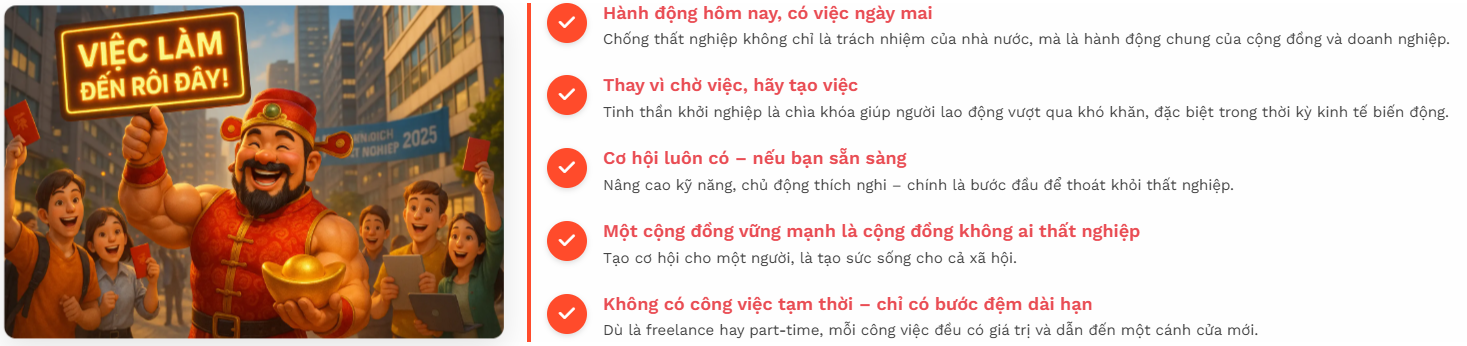 VIỆC LÀM
ĐẾN RÔI ĐÂY!
2025
NGHIỆP
Hành động hôm nay, có việc ngày mai
Chống thất nghiệp không chỉ là trách nhiệm của nhà nước, mà là hành động chung của cộng đồng và doanh nghiệp.
Thay vì chờ việc, hãy tạo việc
Tinh thần khởi nghiệp là chìa khóa giúp người lao động vượt qua khó khăn, đặc biệt trong thời kỳ kinh tế biến động.
Cơ hội luôn có – nếu bạn sẵn sàng
Nâng cao kỹ năng, chủ động thích nghi – chính là bước đầu để thoát khỏi thất nghiệp.
Một cộng đồng vững mạnh là cộng đồng không ai thất nghiệp
Tạo cơ hội cho một người, là tạo sức sống cho cả xã hội.
Không có công việc tạm thời – chỉ có bước đệm dài hạn
Dù là freelance hay part-time, mỗi công việc đều có giá trị và dẫn đến một cánh cửa mới.